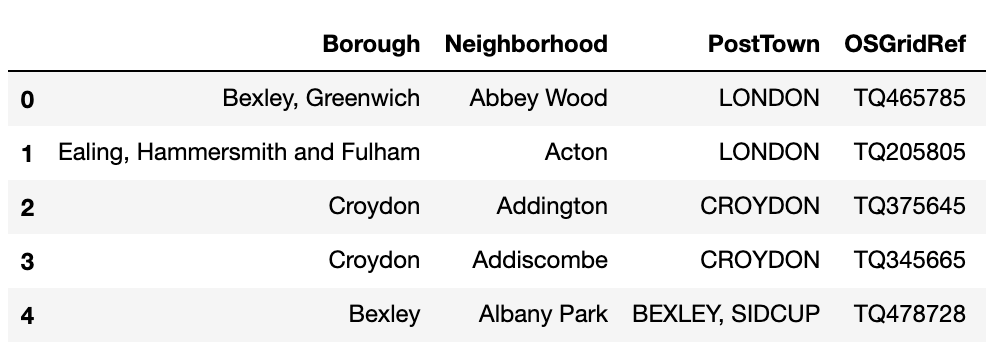 Borough Neighborhood PostTown OSGridRef
0 Bexley, Greenwich Abbey Wood LONDON TQ465785
1 Ealing, Hammersmith and Fulham Acton LONDON TQ205805
2 Croydon Addington CROYDON TQ375645
3 Croydon Addiscombe CROYDON TQ345665
4 Bexley Albany Park BEXLEY, SIDCUP TQ478728